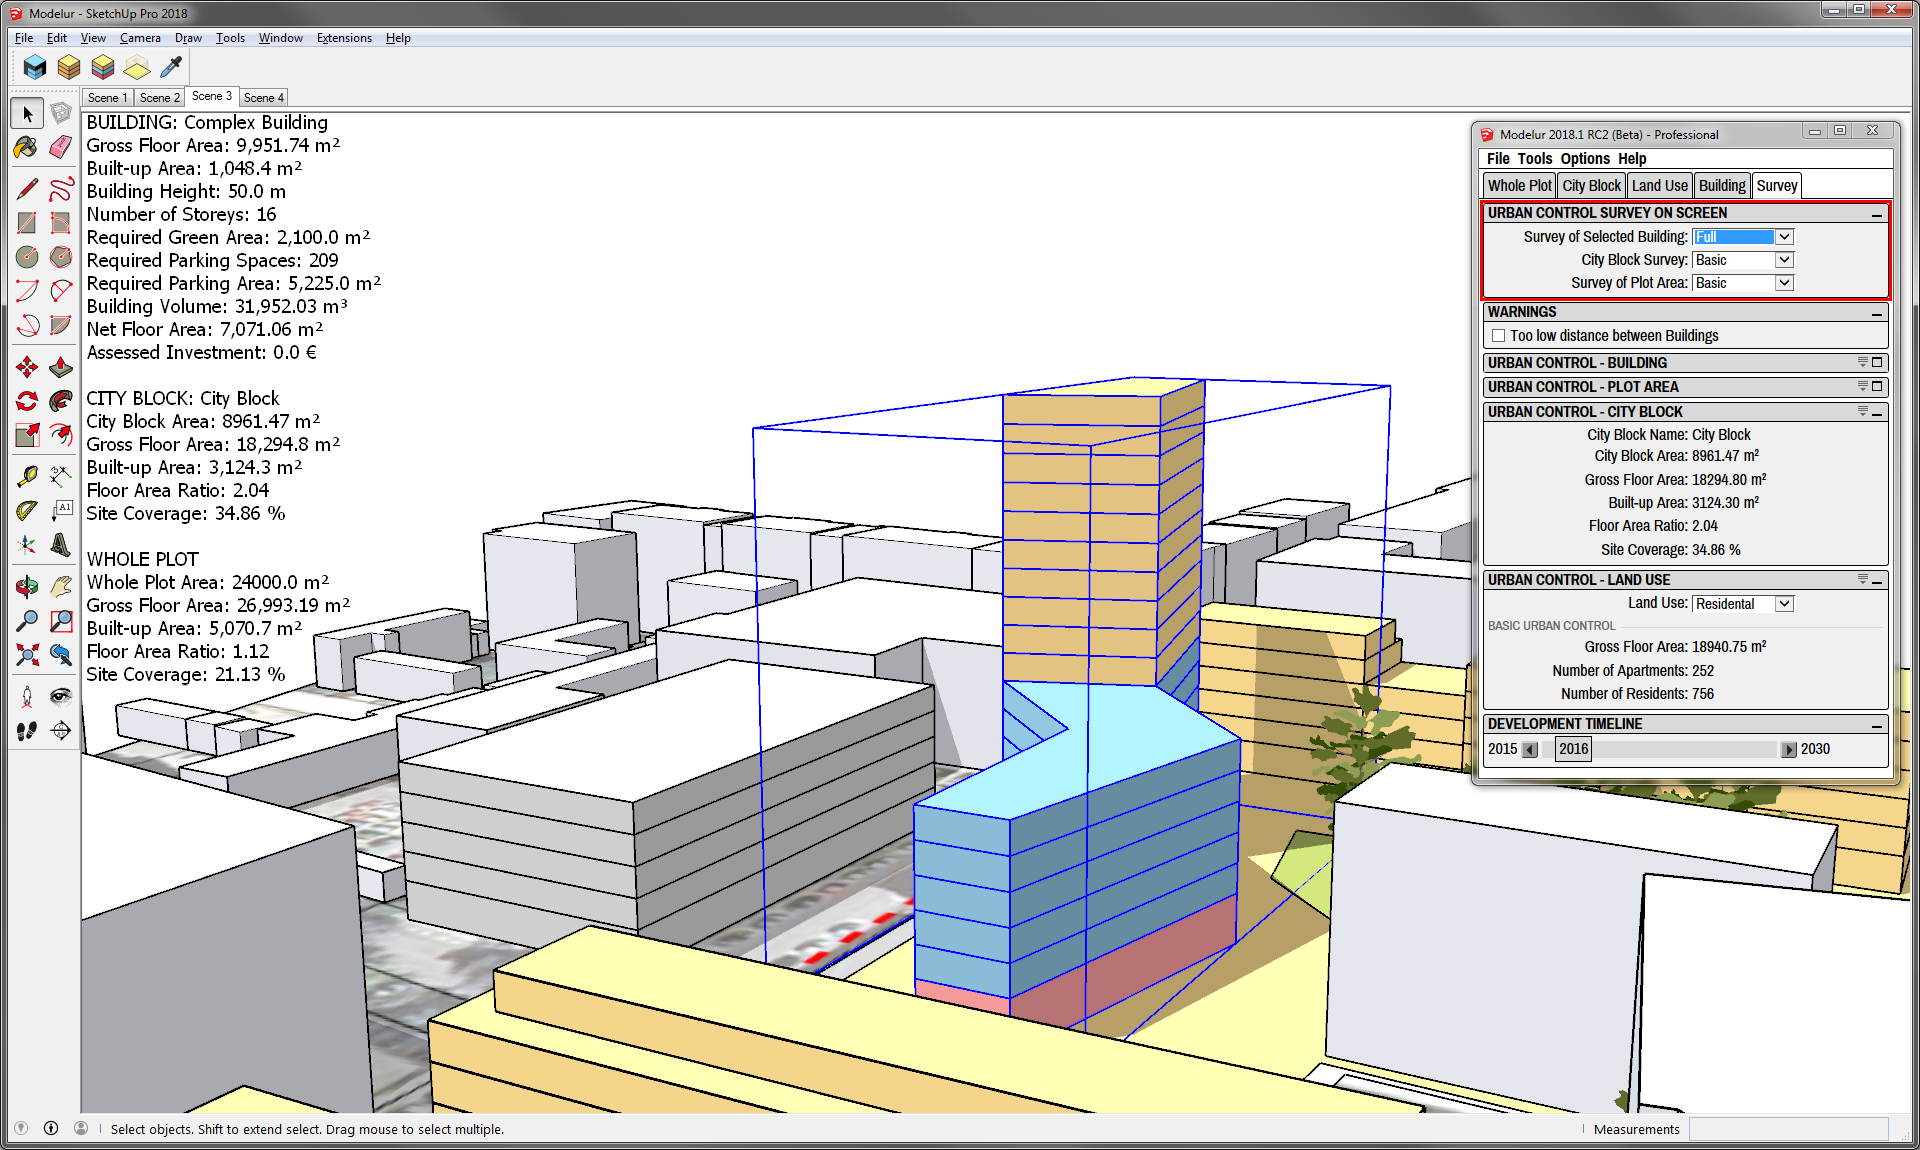 Modelur - SketchUp Pro 2018
File Edit View Camera Draw Tools Window Extensions Help
Scene 1 Scene 2 Scene 3 Scene 4
BUILDING: Complex Building
Gross Floor Area: 9,951.74 m²
Built-up Area: 1,048.4 m²
Building Height: 50.0 m
Number of Storeys: 16
Required Green Area: 2,100.0 m²
Required Parking Spaces: 209
Required Parking Area: 5,225.0 m²
Building Volume: 31,952.03 m³
Net Floor Area: 7,071.06 m²
Assessed Investment: 0.0 €
CITY BLOCK: City Block
City Block Area: 8961.47 m²
Gross Floor Area: 18,294.8 m²
Built-up Area: 3,124.3 m²
Floor Area Ratio: 2.04
Site Coverage: 34.86 %
WHOLE PLOT
Whole Plot Area: 24000.0 m²
Gross Floor Area: 26,993.19 m²
Built-up Area: 5,070.7 m²
Floor Area Ratio: 1.12
Site Coverage: 21.13 %
A1
Modelur 2018.1 RC2 (Beta) - Professional
File Tools Options Help
Whole Plot City Block Land Use Building Survey
URBAN CONTROL SURVEY ON SCREEN
Survey of Selected Building: Full
City Block Survey: Basic
Survey of Plot Area: Basic
WARNINGS
Too low distance between Buildings
URBAN CONTROL - BUILDING
URBAN CONTROL - PLOT AREA
URBAN CONTROL - CITY BLOCK
City Block Name: City Block
City Block Area: 8961.47 m²
Gross Floor Area: 18294.80 m²
Built-up Area: 3124.30 m²
Floor Area Ratio: 2.04
Site Coverage: 34.86 %
URBAN CONTROL - LAND USE
Land Use: Residential
BASIC URBAN CONTROL
Gross Floor Area: 18940.75 m²
Number of Apartments: 252
Number of Residents: 756
DEVELOPMENT TIMELINE
2015 2016 2030
Select objects. Shift to extend select. Drag mouse to select multiple.
Measurements